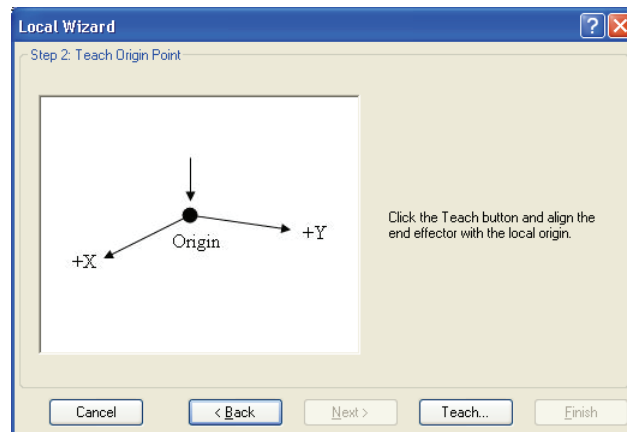 Local Wizard
Step 2: Teach Origin Point
Origin
+X
+Y
Click the Teach button and align the
end effector with the local origin.
Cancel
< Back
Next >
Teach...
Finish